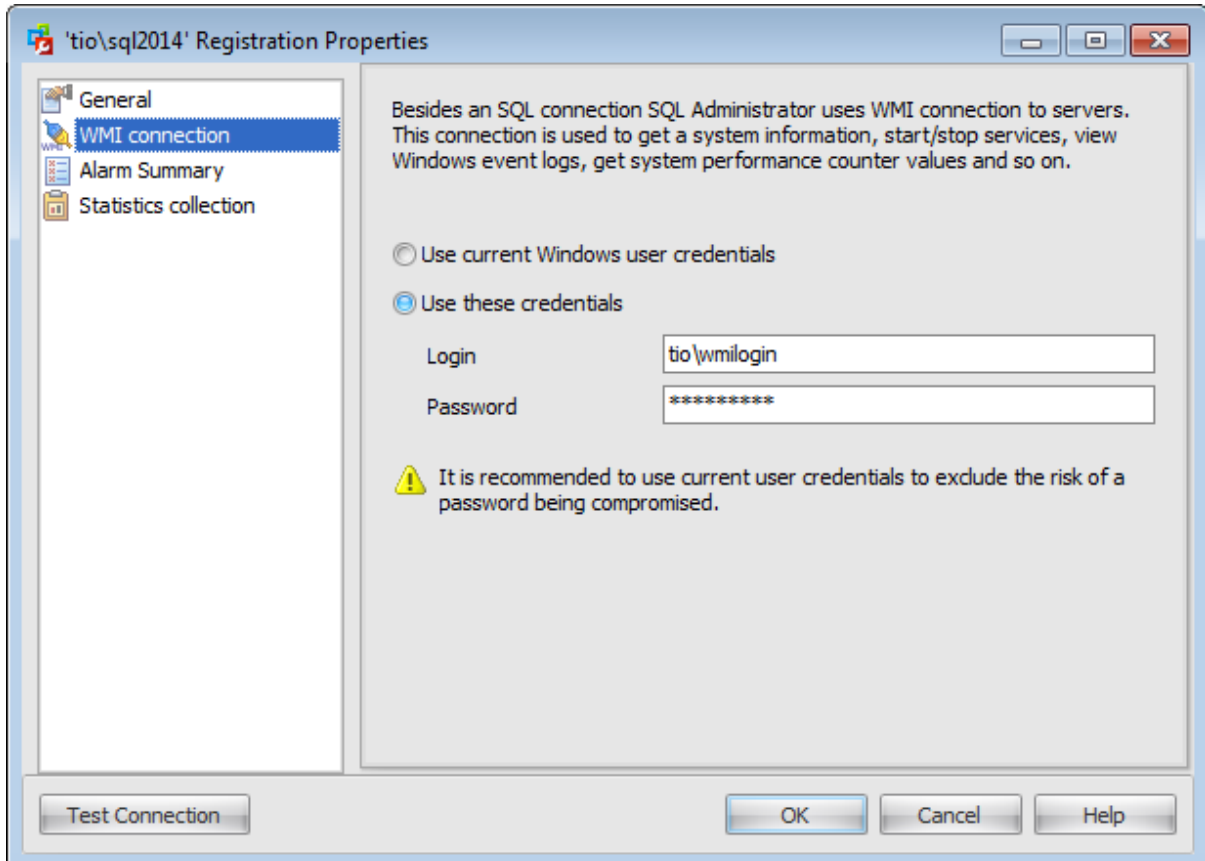 'tio\sql2014' Registration Properties
General
WMI connection
Alarm Summary
Statistics collection
Besides an SQL connection SQL Administrator uses WMI connection to servers.
This connection is used to get a system information, start/stop services, view
Windows event logs, get system performance counter values and so on.
Use current Windows user credentials
Use these credentials
Login
tio\wmilogin
Password
*********
It is recommended to use current user credentials to exclude the risk of a
password being compromised.
Test Connection
OK
Cancel
Help